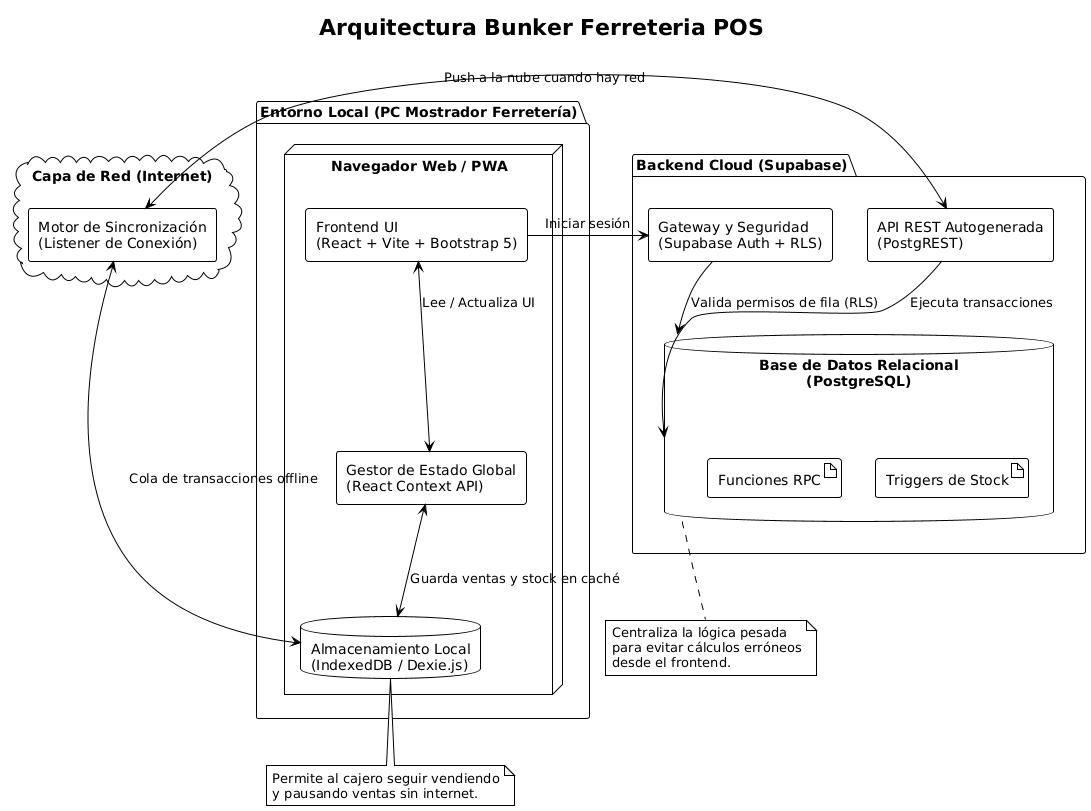 Arquitectura Bunker Ferreteria POS
Push a la nube cuando hay red
Entorno Local (PC Mostrador Ferretería)
Navegador Web / PWA
Backend Cloud (Supabase)
Capa de Red (Internet)
Motor de Sincronización
(Listener de Conexión)
Frontend UI
(React + Vite + Bootstrap 5)
Iniciar sesión
Gateway y Seguridad
(Supabase Auth + RLS)
API REST Autogenerada
(PostgREST)
Lee / Actualiza UI
Valida permisos de fila (RLS)
Ejecuta transacciones
Base de Datos Relacional
(PostgreSQL)
Cola de transacciones offline
Gestor de Estado Global
(React Context API)
Funciones RPC
Triggers de Stock
Guarda ventas y stock en caché
Almacenamiento Local
(IndexedDB / Dexie.js)
Centraliza la lógica pesada
para evitar cálculos erróneos
desde el frontend.
Permite al cajero seguir vendiendo
y pausando ventas sin internet.